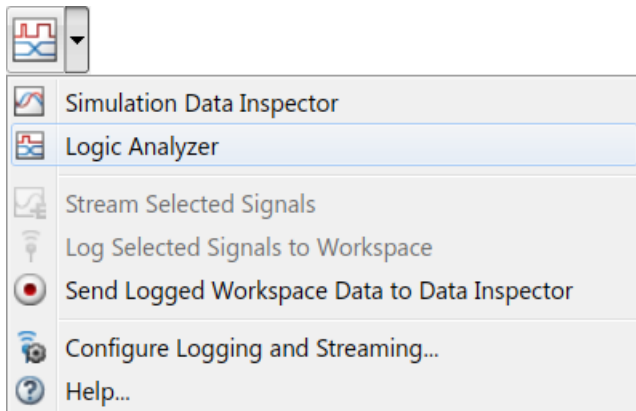 Simulation Data Inspector
Logic Analyzer
Stream Selected Signals
Log Selected Signals to Workspace
Send Logged Workspace Data to Data Inspector
Configure Logging and Streaming...
Help...